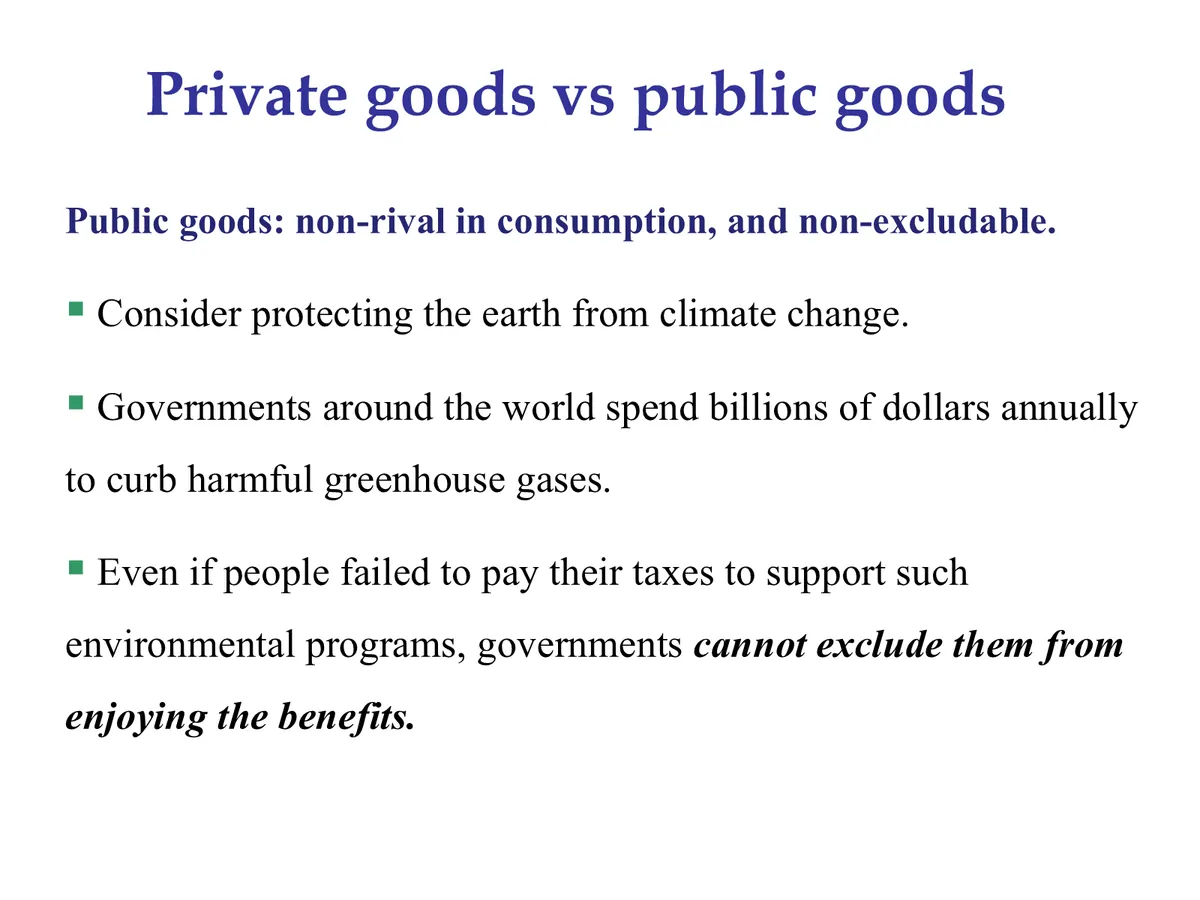 Private goods vs public goods
Public goods: non-rival in consumption, and non-excludable.
▪ Consider protecting the earth from climate change.
▪ Governments around the world spend billions of dollars annually
to curb harmful greenhouse gases.
▪ Even if people failed to pay their taxes to support such
environmental programs, governments cannot exclude them from
enjoying the benefits.